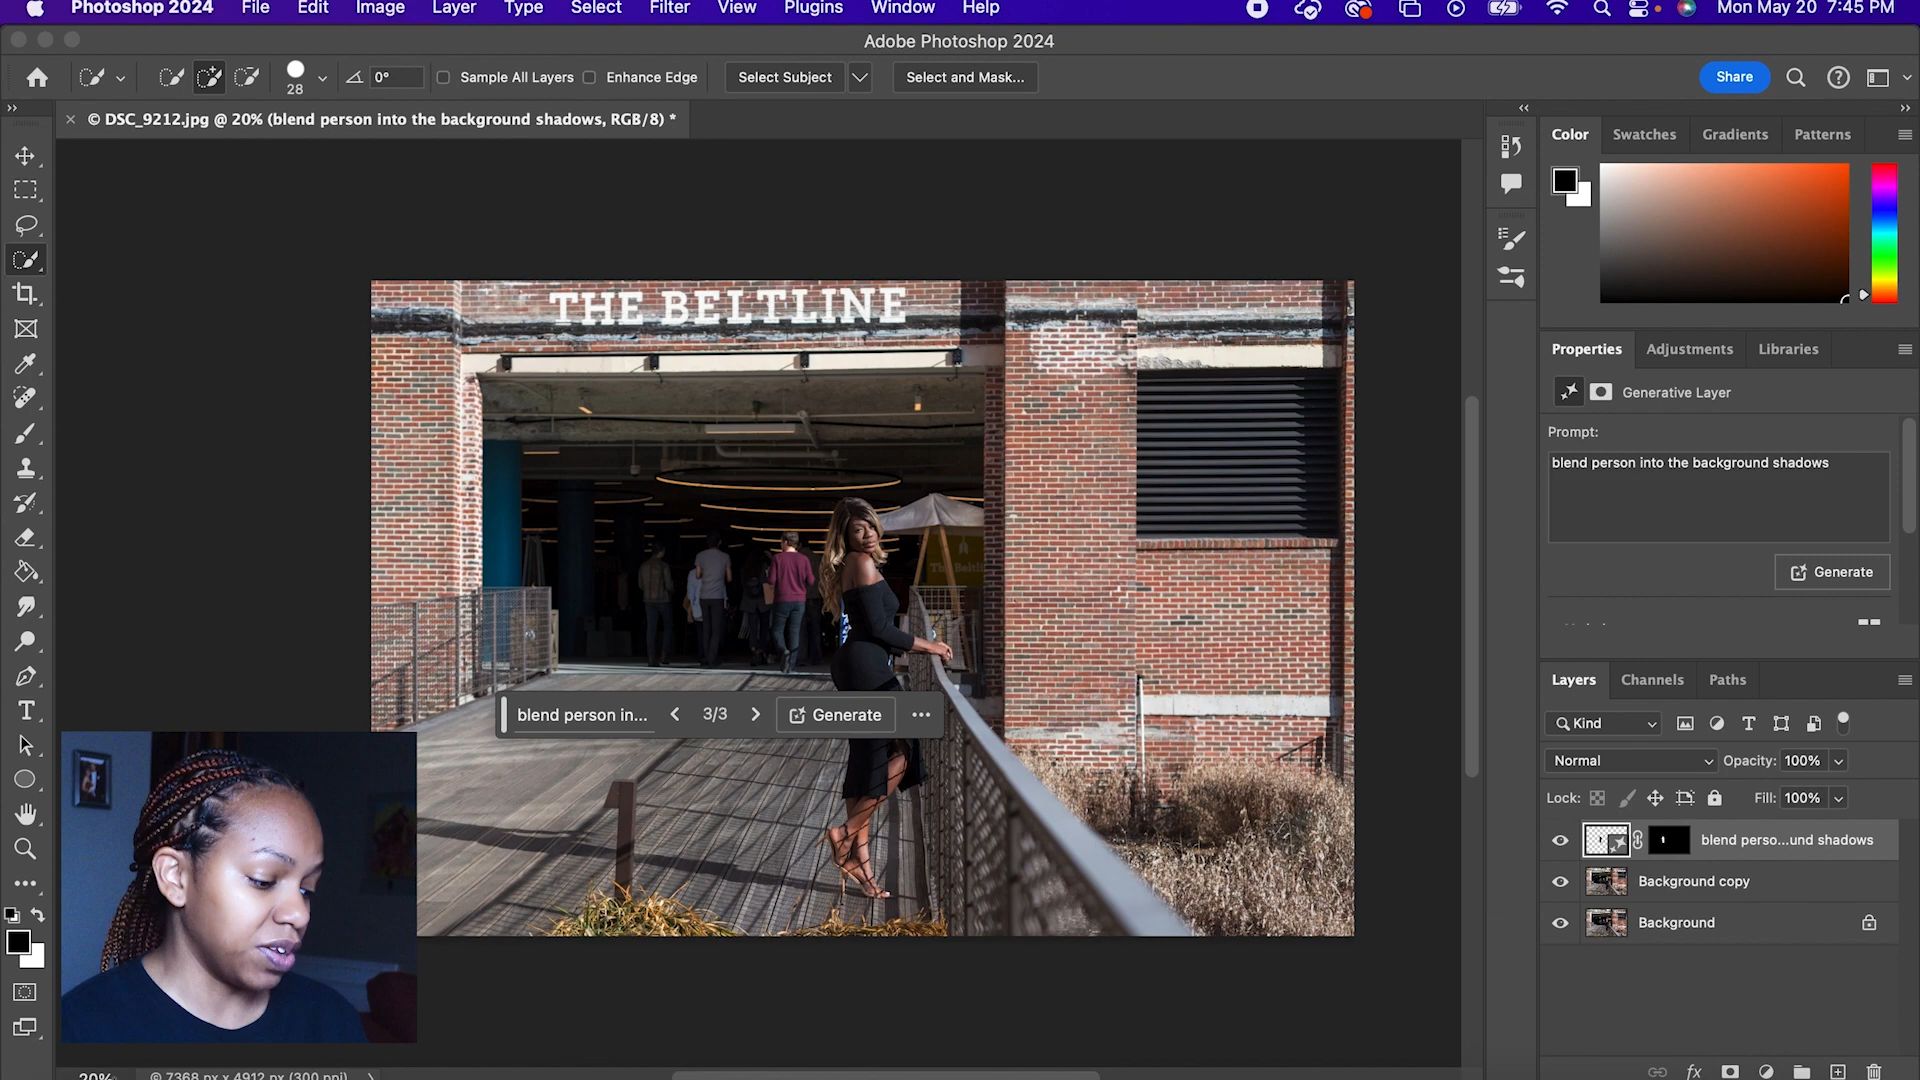 Photoshop 2024 File Edit Image Layer Type Select Filter View Plugins Window Help Mon May 20 7:45 PM
Adobe Photoshop 2024
28 0° Sample All Layers Enhance Edge Select Subject Select and Mask... Share
© DSC_9212.jpg @ 20% (blend person into the background shadows, RGB/8) *
Color Swatches Gradients Patterns
THE BELTLINE
Properties Adjustments Libraries
Generative Layer
Prompt:
blend person into the background shadows
Generate
Layers Channels Paths
blend person in... 3/3 Generate
Kind
Normal Opacity: 100%
Lock: Fill: 100%
blend perso...und shadows
Background copy
Background
20% © 7368 px x 4912 px (300 ppi)
fx